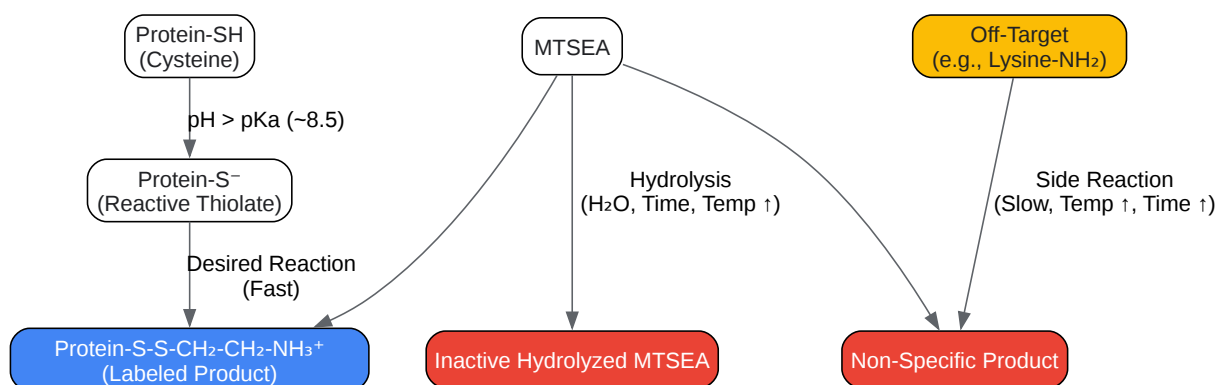 Protein-SH
(Cysteine)
MTSEA
Off-Target
(e.g., Lysine-NH₂)
pH > pKa (~8.5)
Protein-S⁻
(Reactive Thiolate)
Hydrolysis
(H₂O, Time, Temp ↑)
Side Reaction
(Slow, Temp ↑, Time ↑)
Desired Reaction
(Fast)
Protein-S-S-CH₂-CH₂-NH₃⁺
(Labeled Product)
Inactive Hydrolyzed MTSEA
Non-Specific Product